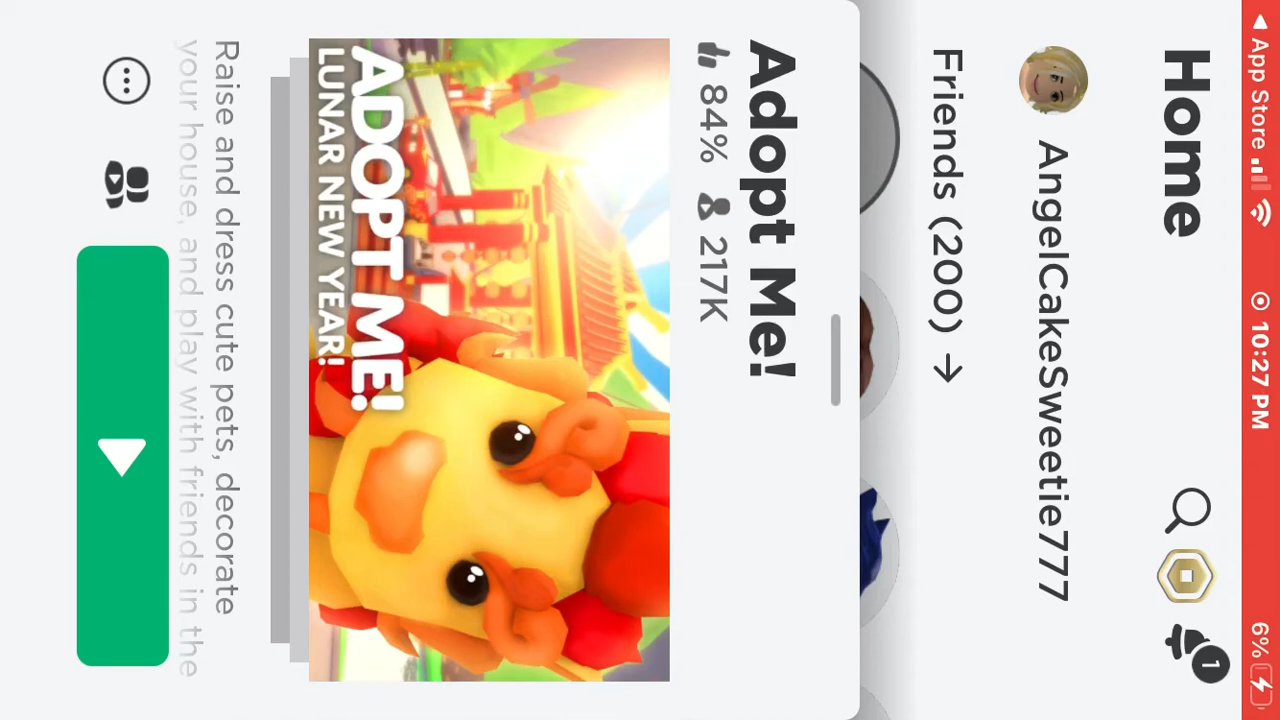 App Store
10:27 PM
6%
Home
1
AngelCakeSweetie777
Friends (200) →
Adopt Me!
84% 217K
ADOPT ME!
LUNAR NEW YEAR!
Raise and dress cute pets, decorate
your house, and play with friends in the